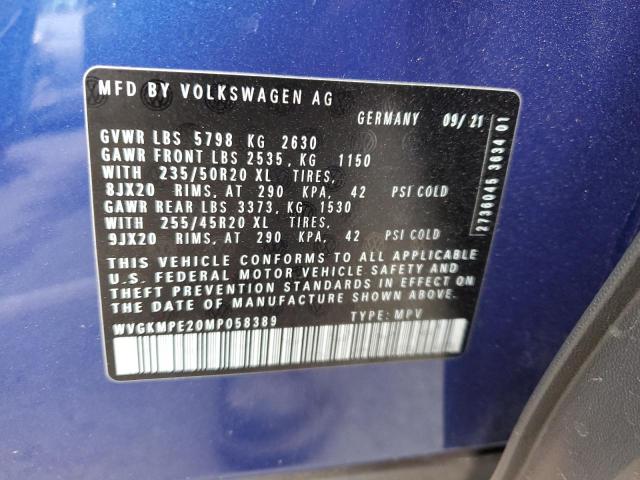 MFD BY VOLKSWAGEN AG
GERMANY 09/21
GVWR LBS 5798 KG 2630
GAWR FRONT LBS 2535, KG 1150
WITH 235/50R20 XL TIRES,
8JX20 RIMS, AT 290 KPA, 42 PSI COLD
GAWR REAR LBS 3373, KG 1530
WITH 255/45R20 XL TIRES,
9JX20 RIMS, AT 290 KPA, 42 PSI COLD
THIS VEHICLE CONFORMS TO ALL APPLICABLE
U.S. FEDERAL MOTOR VEHICLE SAFETY AND
THEFT PREVENTION STANDARDS IN EFFECT ON
THE DATE OF MANUFACTURE SHOWN ABOVE.
WVGKMPE20MP058389 TYPE: MPV
2736045 3634 01